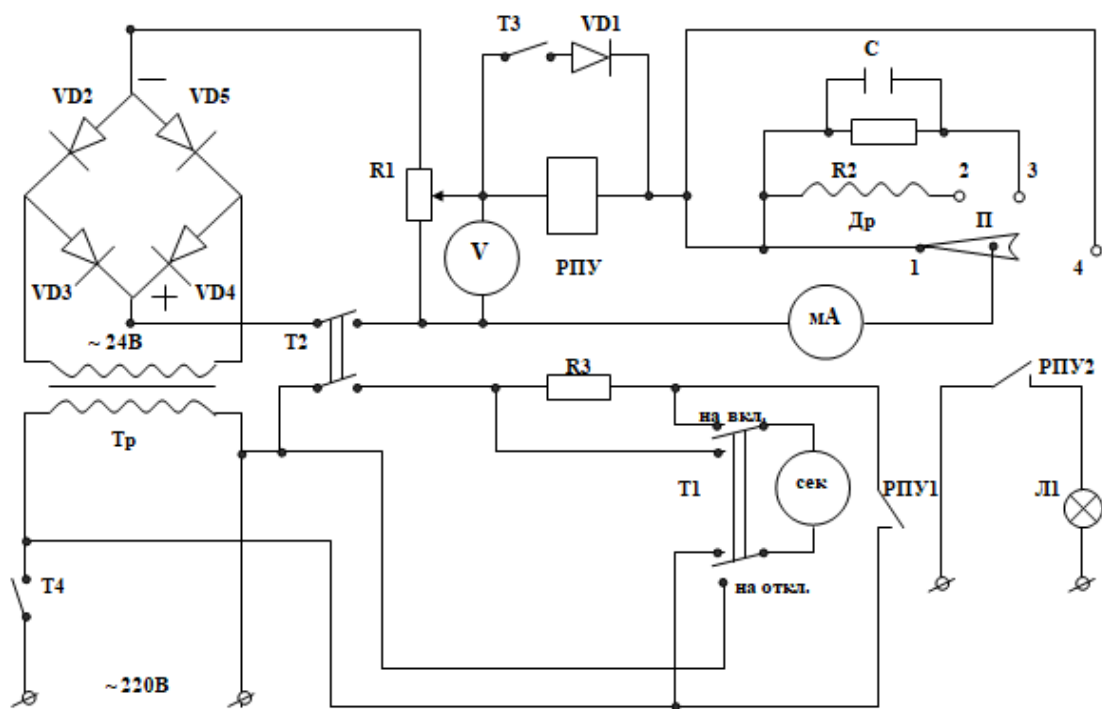 T3
VD1
C
VD2
VD5
R1
R2
2
3
V
РПУ
Др
П
1
4
VD3
VD4
мА
~ 24В
T2
R3
РПУ2
на вкл.
Тр
T1
сек
РПУ1
Л1
T4
на откл.
~ 220В